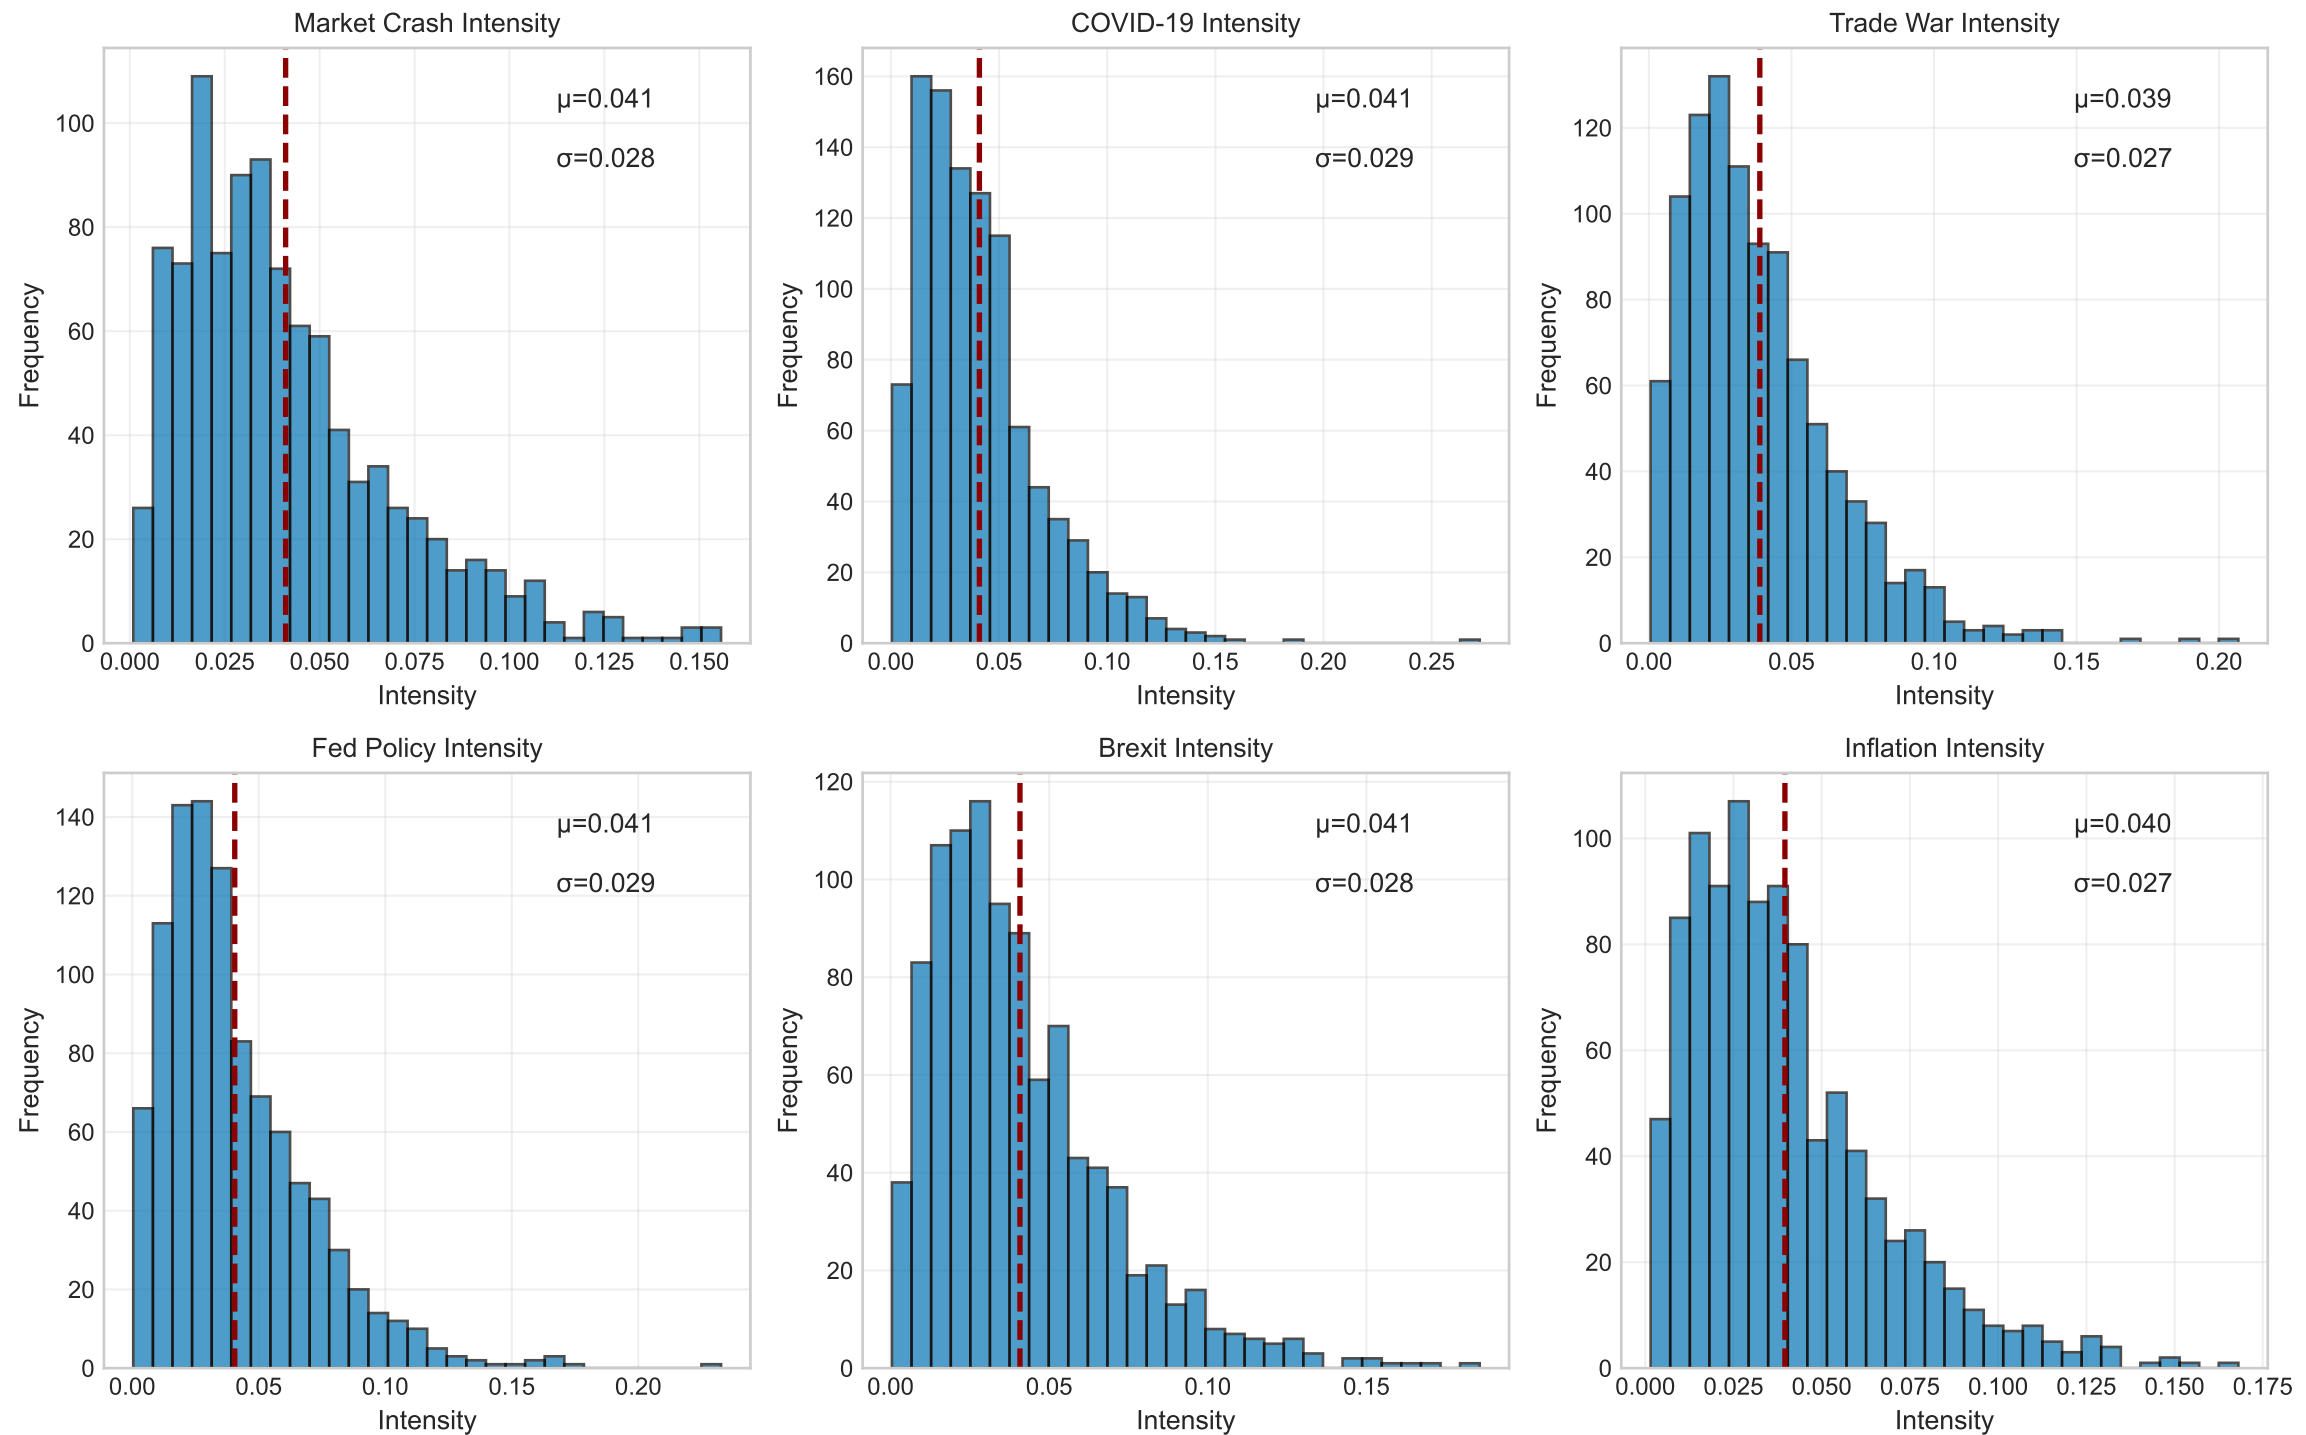 Market Crash Intensity
μ=0.041
σ=0.028
Frequency
100
80
60
40
20
0
0.000 0.025 0.050 0.075 0.100 0.125 0.150
Intensity
COVID-19 Intensity
μ=0.041
σ=0.029
Frequency
160
140
120
100
80
60
40
20
0
0.00 0.05 0.10 0.15 0.20 0.25
Intensity
Trade War Intensity
μ=0.039
σ=0.027
Frequency
120
100
80
60
40
20
0
0.00 0.05 0.10 0.15 0.20
Intensity
Fed Policy Intensity
μ=0.041
σ=0.029
Frequency
140
120
100
80
60
40
20
0
0.00 0.05 0.10 0.15 0.20
Intensity
Brexit Intensity
μ=0.041
σ=0.028
Frequency
120
100
80
60
40
20
0
0.00 0.05 0.10 0.15
Intensity
Inflation Intensity
μ=0.040
σ=0.027
Frequency
100
80
60
40
20
0
0.000 0.025 0.050 0.075 0.100 0.125 0.150 0.175
Intensity